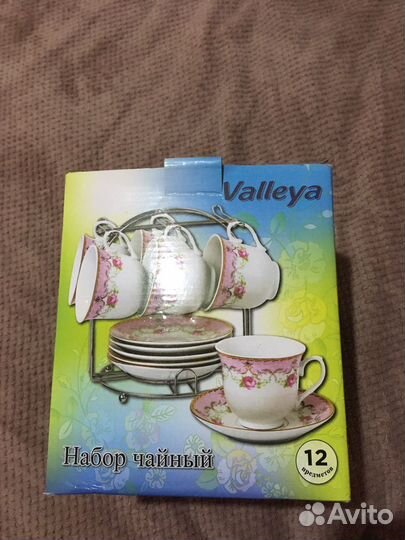 Valleya
Набор чайный
12
предметов
Avito